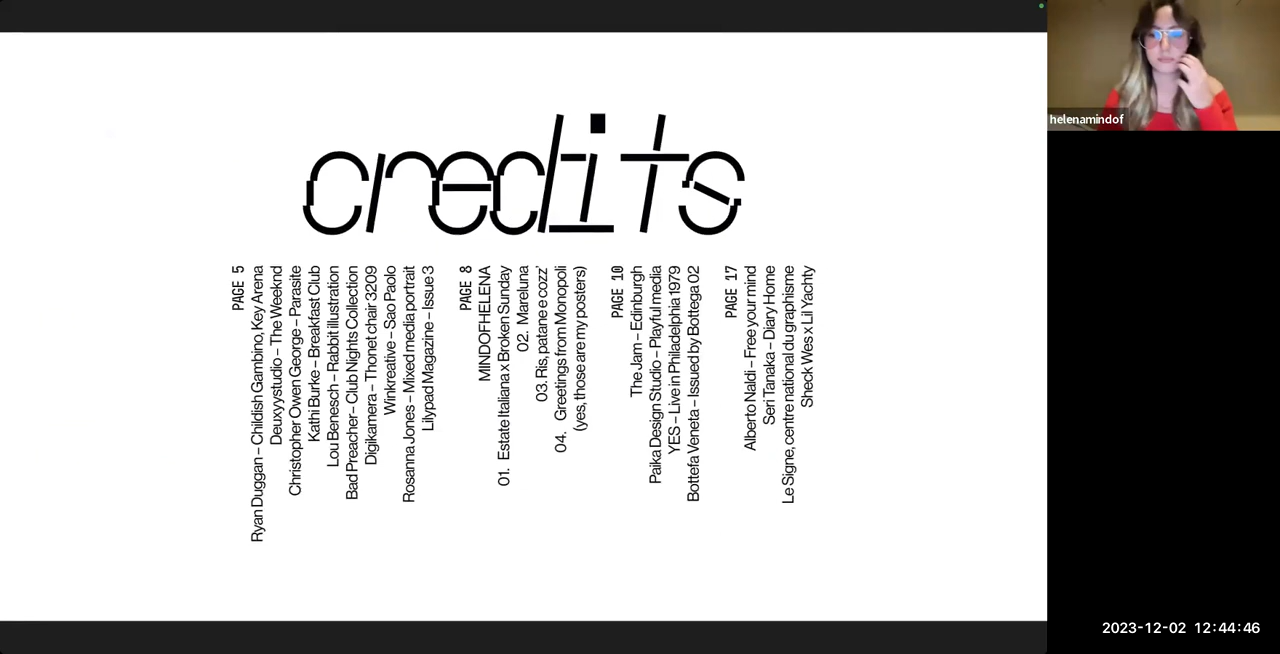 credits
PAGE 5
Ryan Duggan – Childish Gambino, Key Arena
Deuxyystudio – The Weeknd
Christopher Owen George – Parasite
Kathi Burke – Breakfast Club
Lou Benesch – Rabbit illustration
Bad Preacher – Club Nights Collection
Digikamera – Thonet chair 3209
Winkreative – Sao Paolo
Rosanna Jones – Mixed media portrait
Lilypad Magazine – Issue 3
PAGE 8
MINDOFHELENA
01. Estate Italiana x Broken Sunday
02. Mareluna
03. Ris, patane e cozz'
04. Greetings from Monopoli
(yes, those are my posters)
PAGE 10
The Jam – Edinburgh
Paika Design Studio – Playful media
YES – Live in Philadelphia 1979
Bottefa Veneta – Issued by Bottega 02
PAGE 17
Alberto Naldi – Free your mind
Seri Tanaka – Diary Home
Le Signe, centre national du graphisme
Sheck Wes x Lil Yachty
helenamindof
2023-12-02 12:44:46